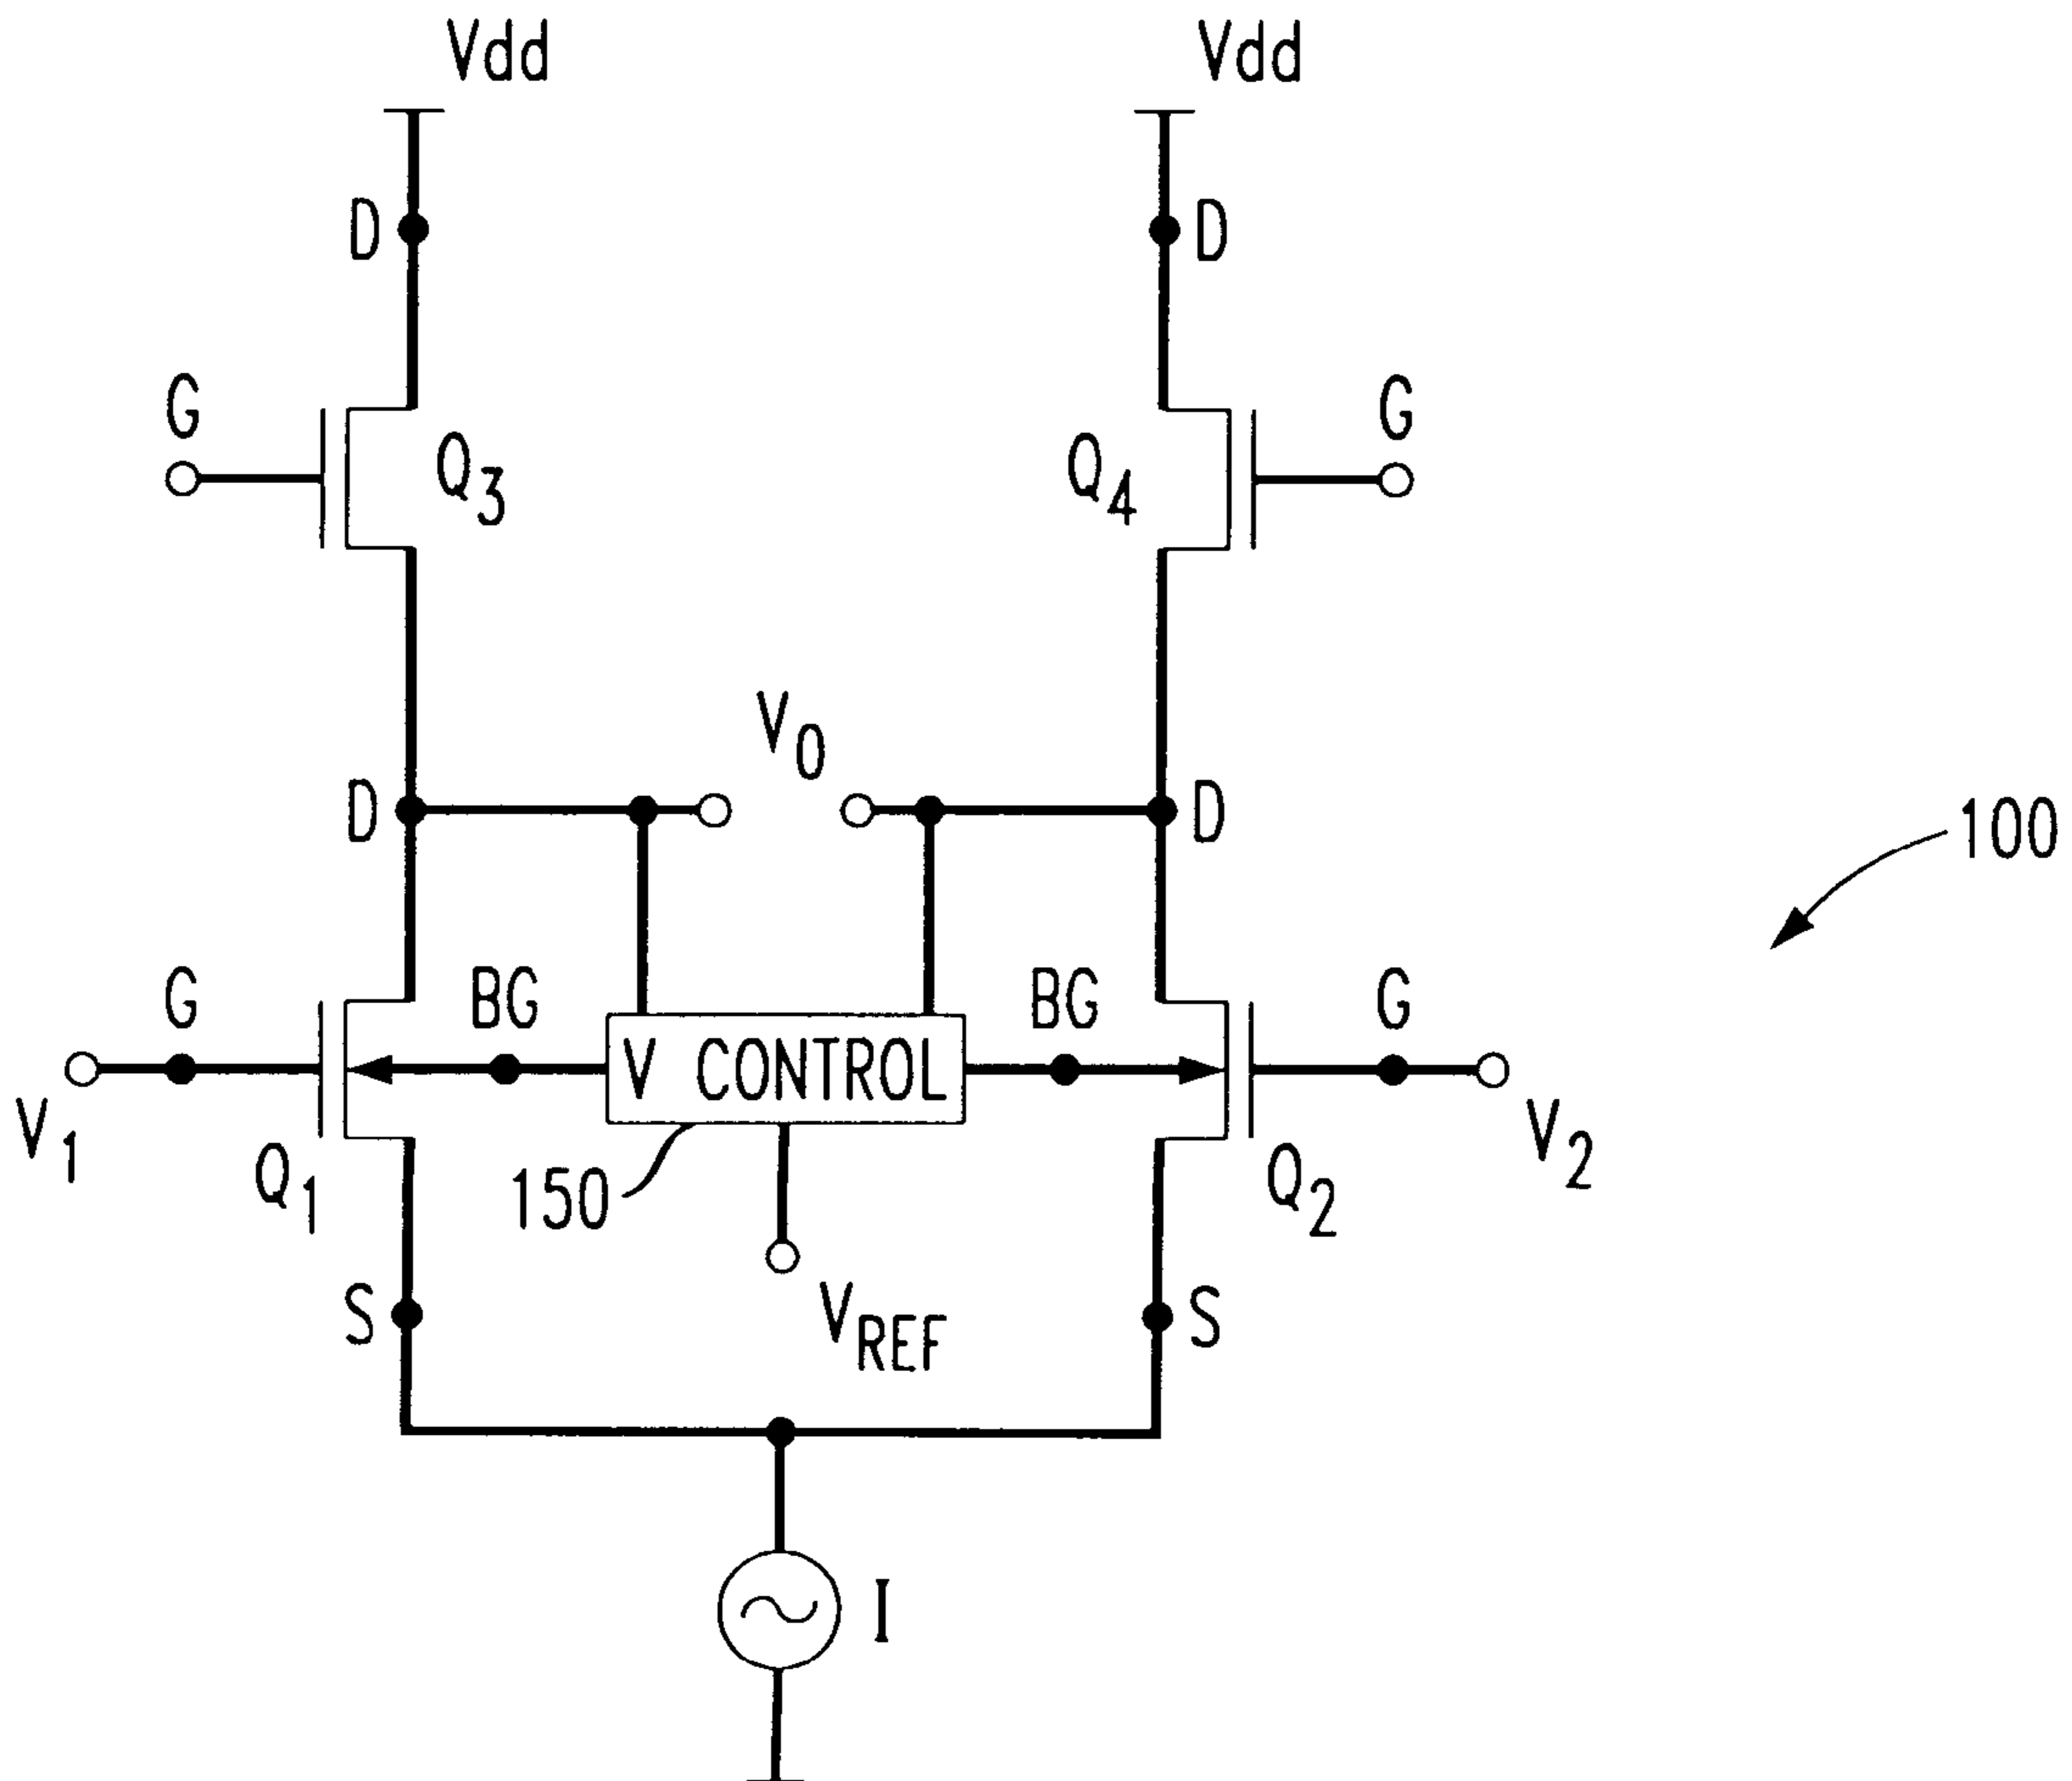 Vdd Vdd
D D
G Q3 Q4 G
V0
D D
100
G BG BG G
V CONTROL
V1 V2
Q1 150 Q2
S VREF S
I